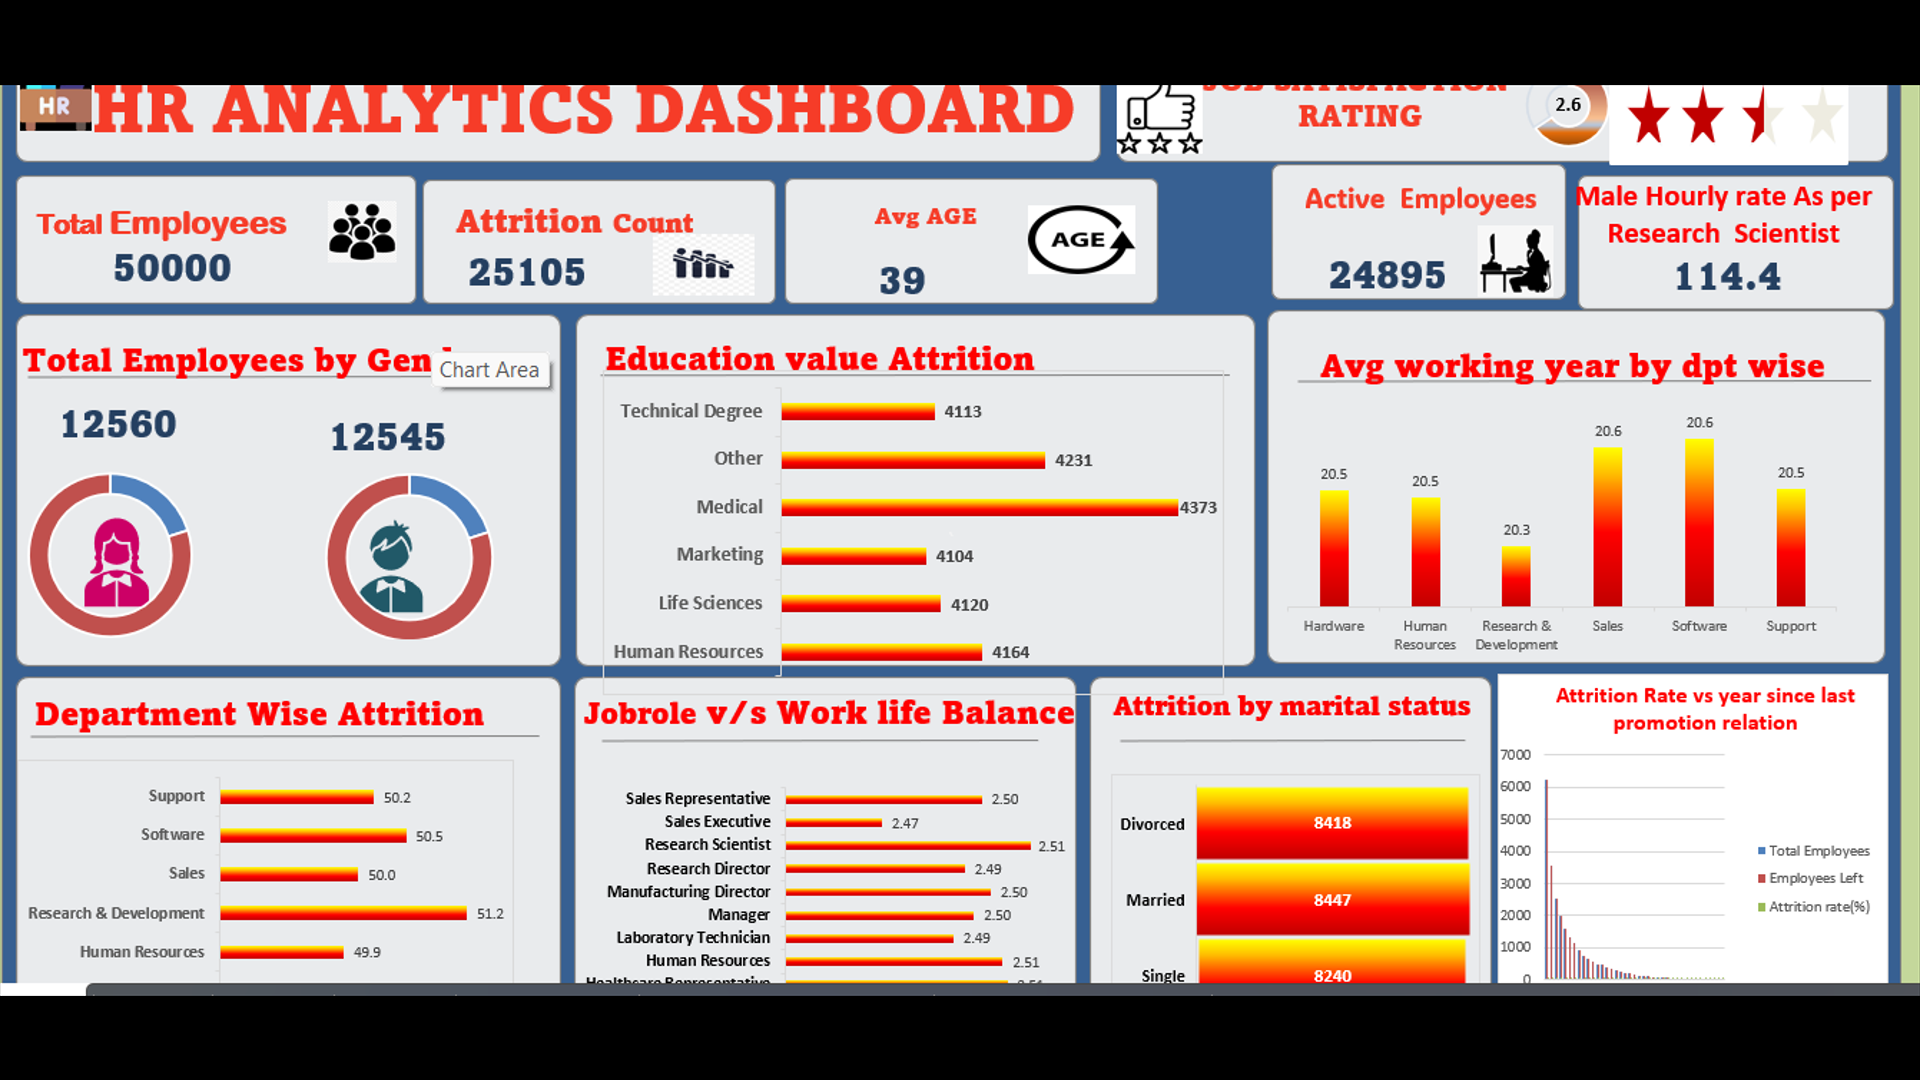 HR
HR ANALYTICS DASHBOARD
JOB SATISFACTION
RATING
2.6
Total Employees
50000
Attrition Count
25105
Avg AGE
39
AGE
Active Employees
24895
Male Hourly rate As per
Research Scientist
114.4
Total Employees by Gen
Chart Area
12560
12545
Education value Attrition
Technical Degree 4113
Other 4231
Medical 4373
Marketing 4104
Life Sciences 4120
Human Resources 4164
Avg working year by dpt wise
20.5 20.5 20.3 20.6 20.6 20.5
Hardware Human Research & Sales Software Support
Resources Development
Department Wise Attrition
Support 50.2
Software 50.5
Sales 50.0
Research & Development 51.2
Human Resources 49.9
Jobrole v/s Work life Balance
Sales Representative 2.50
Sales Executive 2.47
Research Scientist 2.51
Research Director 2.49
Manufacturing Director 2.50
Manager 2.50
Laboratory Technician 2.49
Human Resources 2.51
Healthcare Representative 2.51
Attrition by marital status
Divorced 8418
Married 8447
Single 8240
Attrition Rate vs year since last
promotion relation
7000
6000
5000
4000
3000
2000
1000
0
Total Employees
Employees Left
Attrition rate(%)